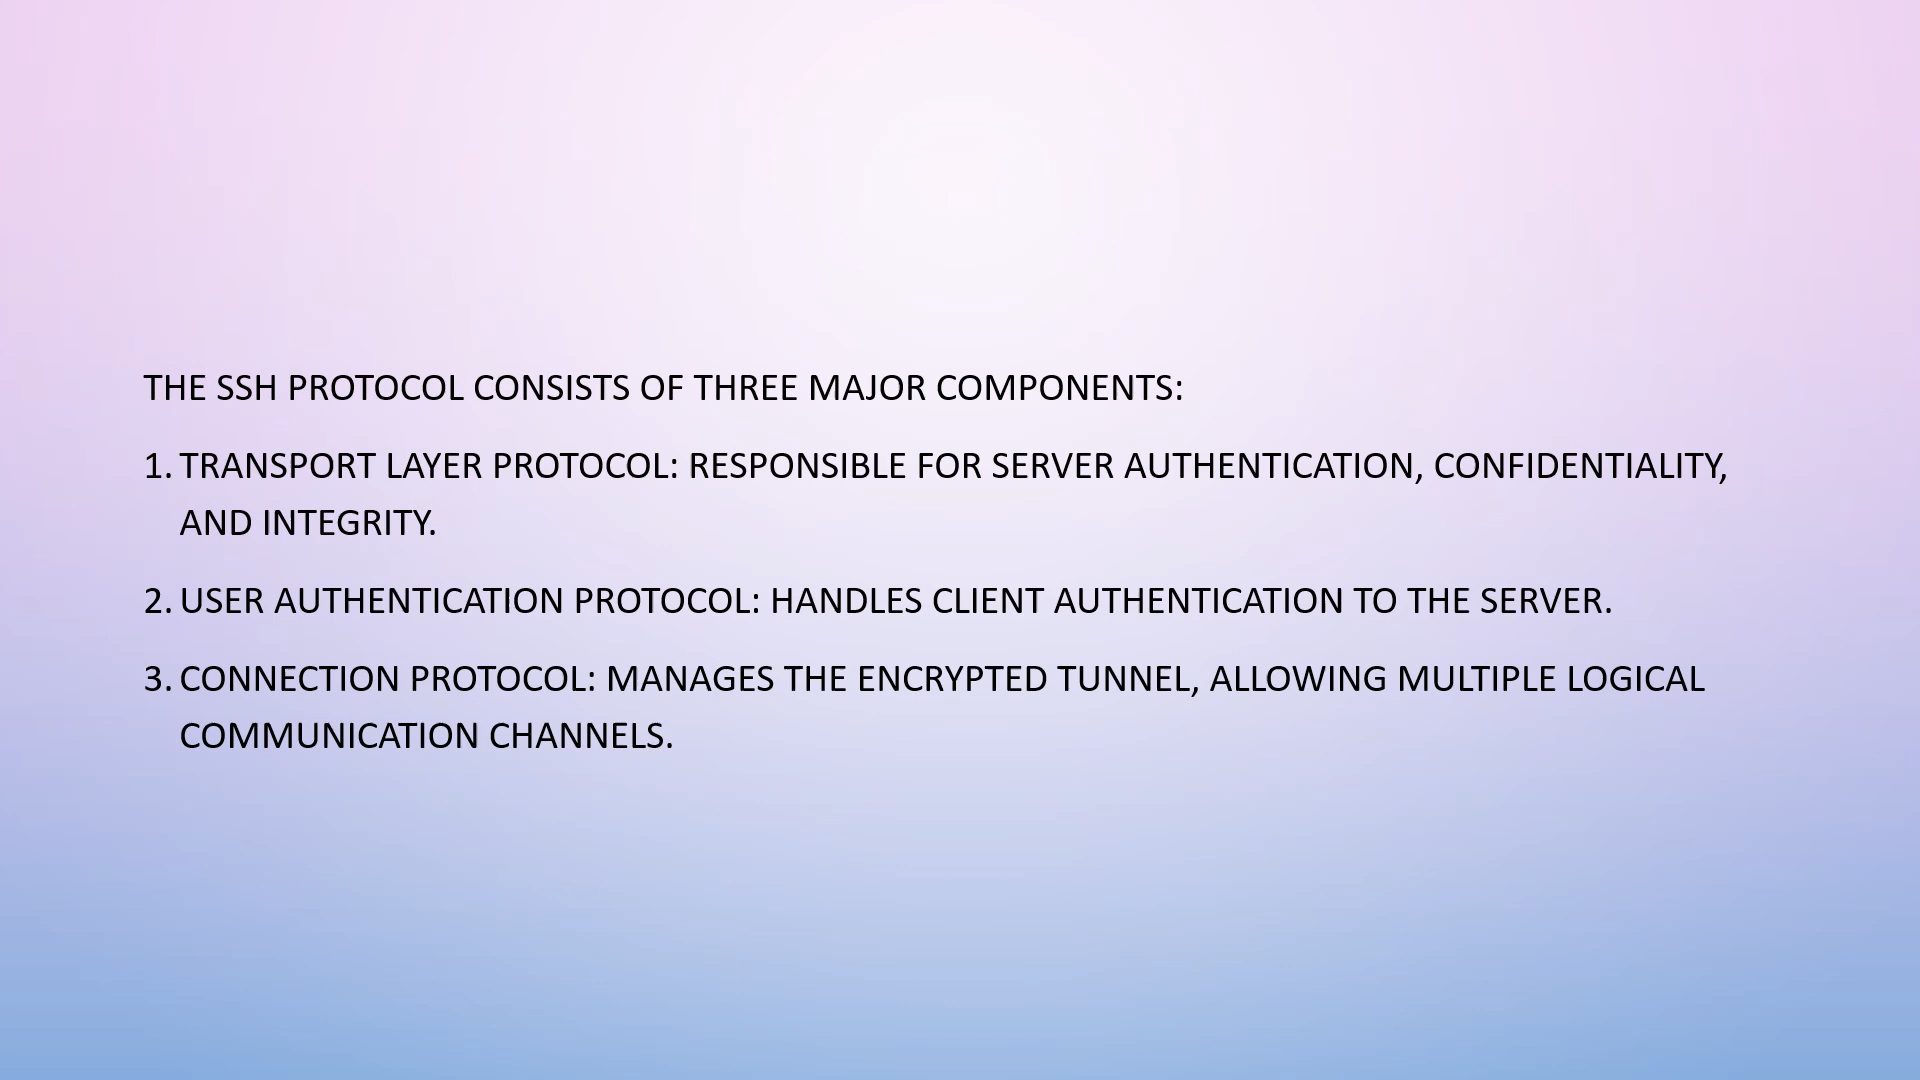 THE SSH PROTOCOL CONSISTS OF THREE MAJOR COMPONENTS:
1. TRANSPORT LAYER PROTOCOL: RESPONSIBLE FOR SERVER AUTHENTICATION, CONFIDENTIALITY,
AND INTEGRITY.
2. USER AUTHENTICATION PROTOCOL: HANDLES CLIENT AUTHENTICATION TO THE SERVER.
3. CONNECTION PROTOCOL: MANAGES THE ENCRYPTED TUNNEL, ALLOWING MULTIPLE LOGICAL
COMMUNICATION CHANNELS.